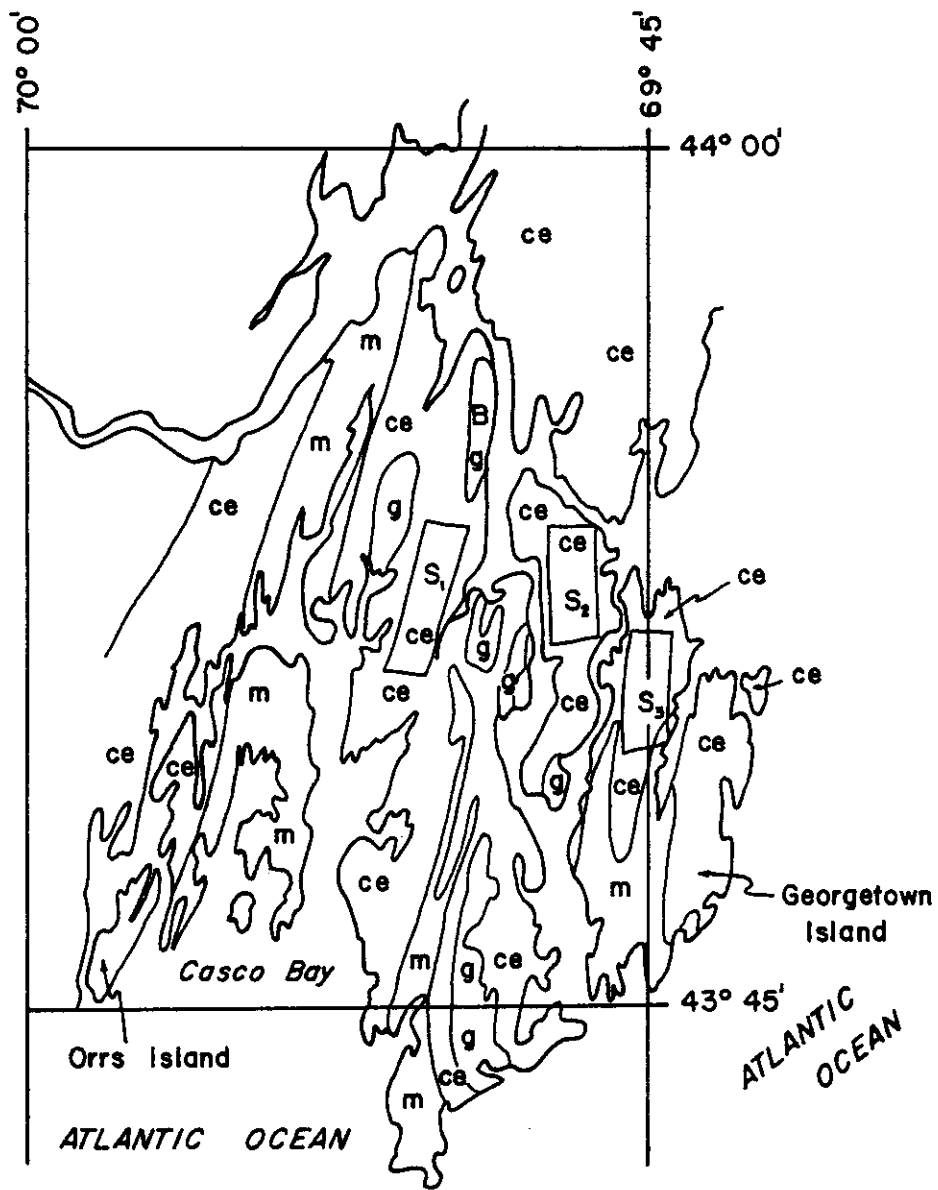 70° 00'
69° 45'
44° 00'
ce
ce
m
ce
B
m
g
g
ce
ce
ce
S₁
S₂
ce
ce
g
m
g
ce
ce
S₃
ce
ce
ce
ce
g
ce
m
ce
m
Georgetown
Island
m
g
ce
Casco Bay
43° 45'
g
Orrs Island
ce
m
ATLANTIC
OCEAN
ATLANTIC OCEAN